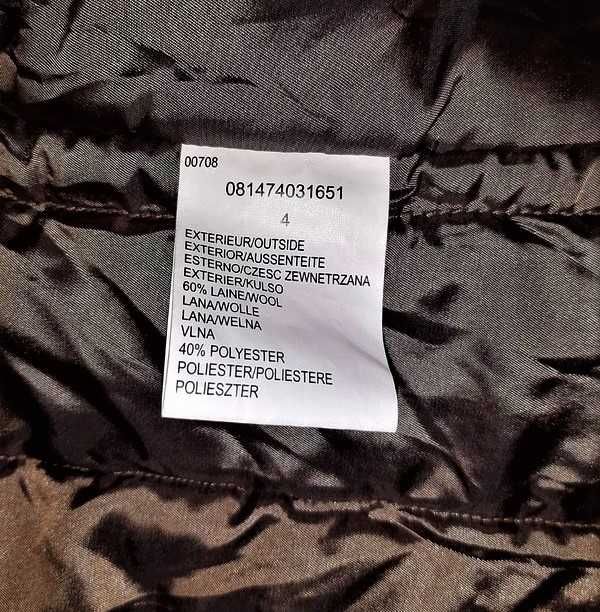 00708
081474031651
4
EXTERIEUR/OUTSIDE
EXTERIOR/AUSSENTEITE
ESTERNO/CZESC ZEWNETRZANA
EXTERIER/KULSO
60% LAINE/WOOL
LANA/WOLLE
LANA/WELNA
VLNA
40% POLYESTER
POLIESTER/POLIESTERE
POLIESZTER